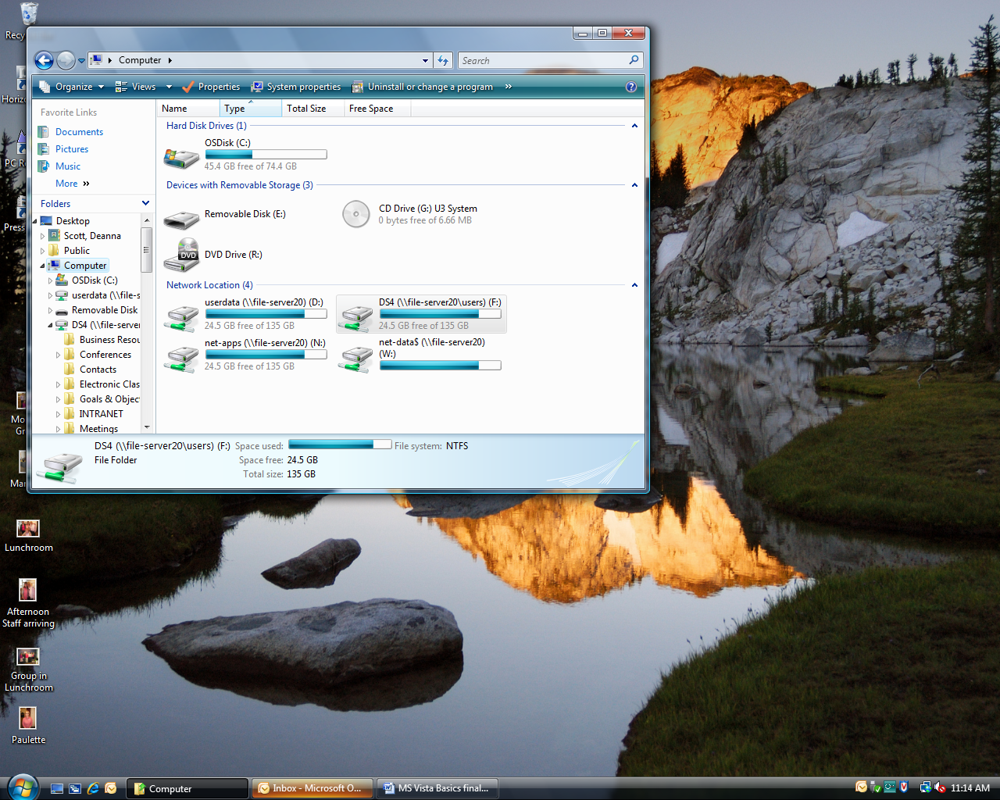 Recy
Computer
Search
Organize Views Properties System properties Uninstall or change a program »
Horizo
PC R
Press
Mo
Gr
Mar
Favorite Links
Documents
Pictures
Music
More »
Folders
Desktop
Scott, Deanna
Public
Computer
OSDisk (C:)
userdata (\\file-s
Removable Disk
DS4 (\\file-server
Business Resou
Conferences
Contacts
Electronic Clas
Goals & Object
INTRANET
Meetings
Name Type Total Size Free Space
Hard Disk Drives (1)
OSDisk (C:)
45.4 GB free of 74.4 GB
Devices with Removable Storage (3)
Removable Disk (E:)
CD Drive (G:) U3 System
0 bytes free of 6.66 MB
DVD
DVD Drive (R:)
Network Location (4)
userdata (\\file-server20) (D:)
24.5 GB free of 135 GB
DS4 (\\file-server20\users) (F:)
24.5 GB free of 135 GB
net-apps (\\file-server20) (N:)
24.5 GB free of 135 GB
net-data$ (\\file-server20)
(W:)
DS4 (\\file-server20\users) (F:) Space used: File system: NTFS
File Folder Space free: 24.5 GB
Total size: 135 GB
Lunchroom
Afternoon
Staff arriving
Group in
Lunchroom
Paulette
Computer Inbox - Microsoft O... MS Vista Basics final... 11:14 AM